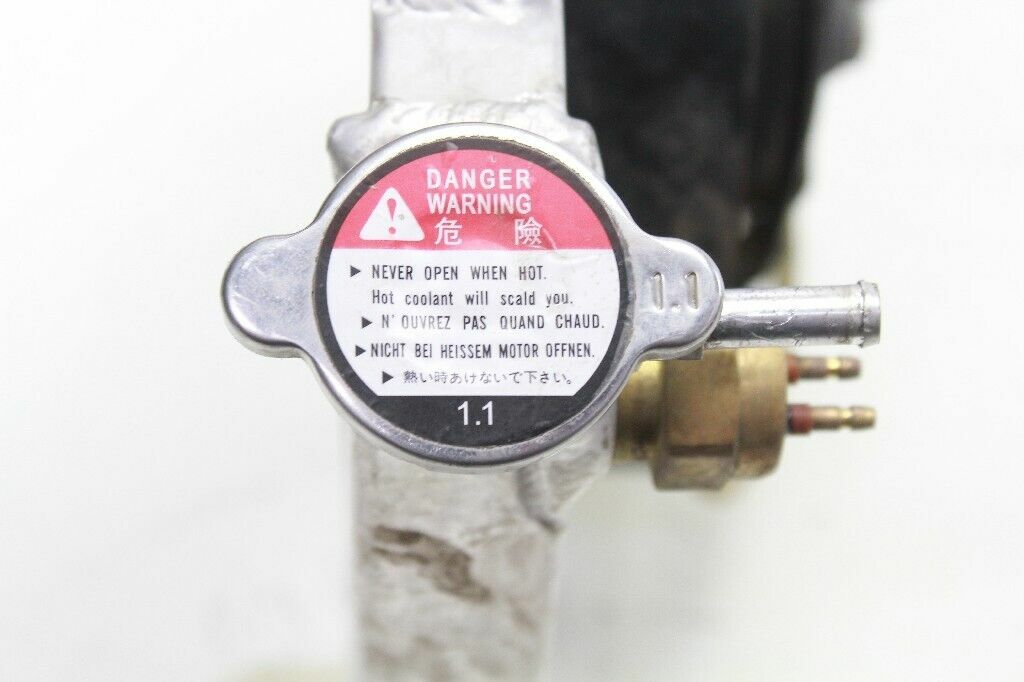 DANGER
WARNING
危 險
▶ NEVER OPEN WHEN HOT.
Hot coolant will scald you.
▶ N'OUVREZ PAS QUAND CHAUD.
▶ NICHT BEI HEISSEM MOTOR OFFNEN.
▶ 熱い時あけないで下さい。
1.1
1.1